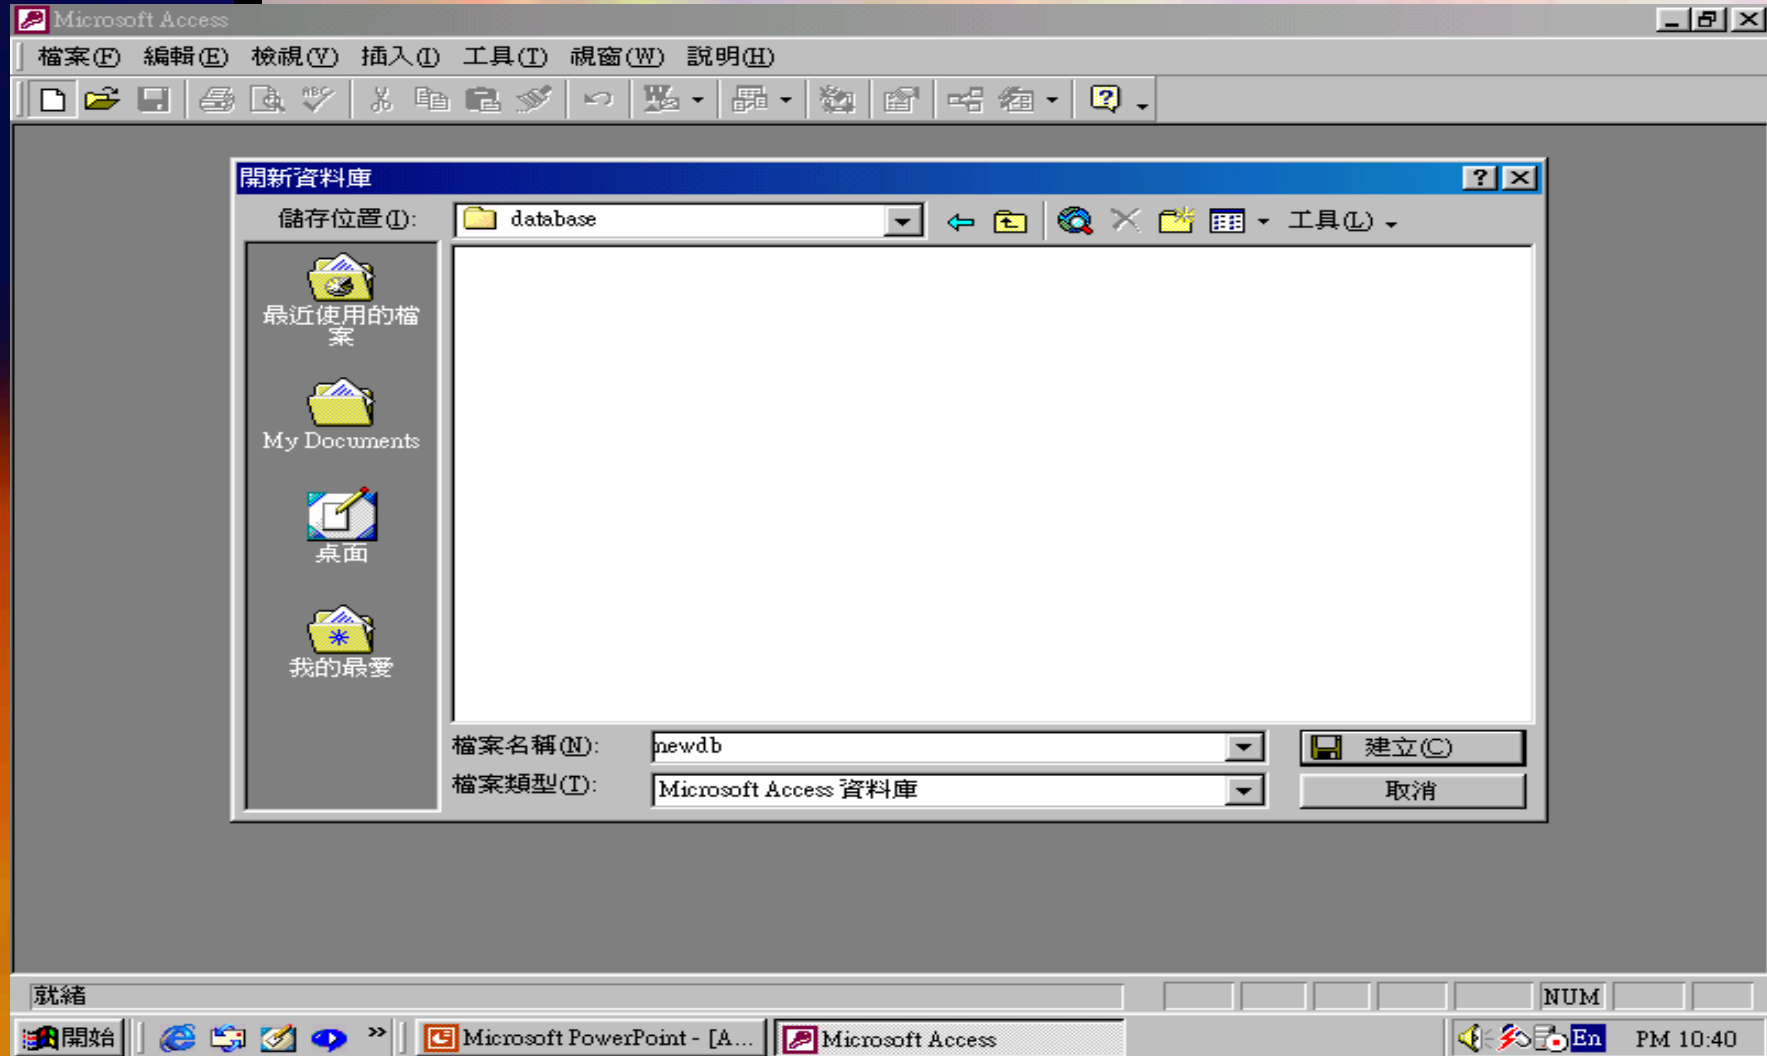 Microsoft Access
檔案(F) 編輯(E) 檢視(V) 插入(I) 工具(T) 視窗(W) 說明(H)
開新資料庫
儲存位置(I): database 工具(L)
最近使用的檔
案
My Documents
桌面
我的最愛
檔案名稱(N): newdb 建立(C)
檔案類型(T): Microsoft Access 資料庫 取消
就緒 NUM
開始 » Microsoft PowerPoint - [A... Microsoft Access En PM 10:40